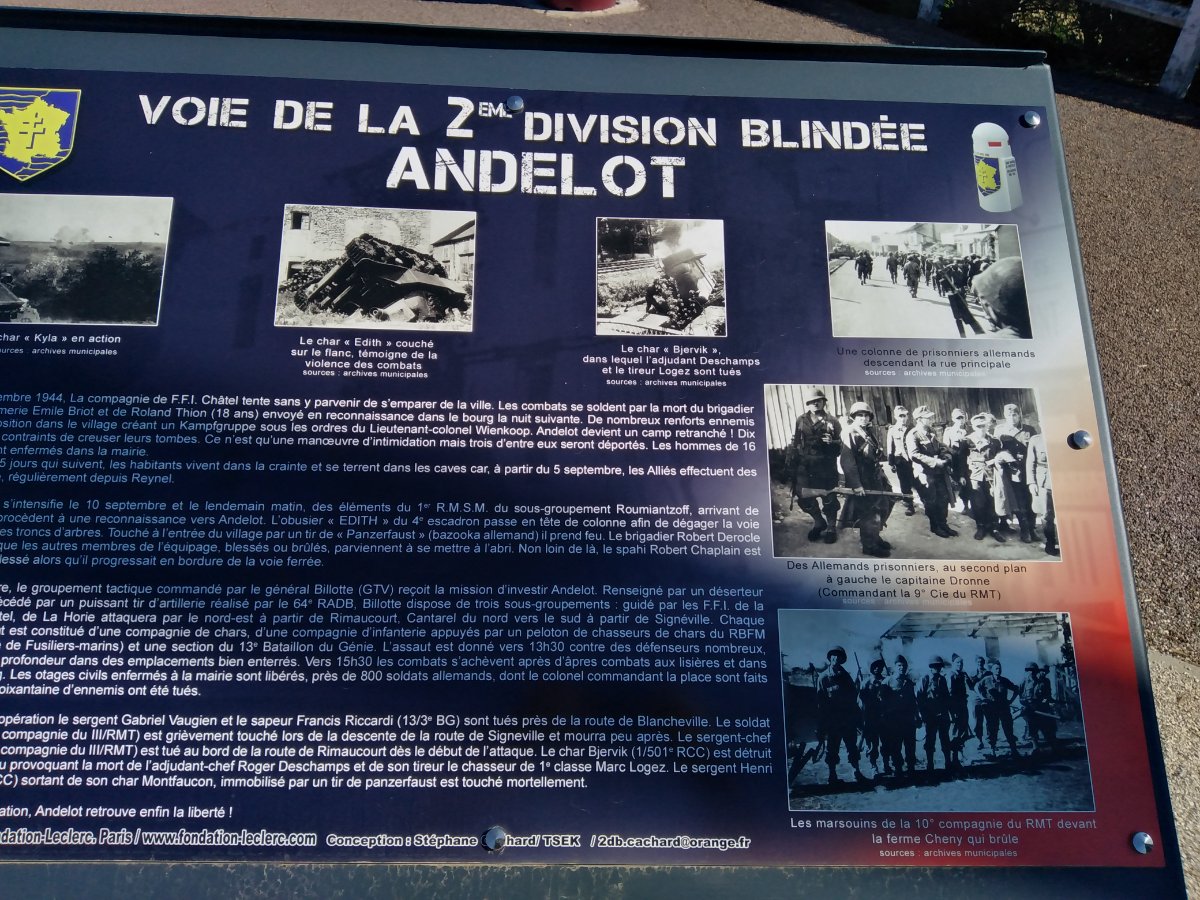 VOIE DE LA 2EME DIVISION BLINDÉE
ANDELOT
char « Kyla » en action
sources : archives municipales
Le char « Edith » couché
sur le flanc, témoigne de la
violence des combats
sources : archives municipales
Le char « Bjervik »,
dans lequel l'adjudant Deschamps
et le tireur Logez sont tués
sources : archives municipales
Une colonne de prisonniers allemands
descendant la rue principale
sources : archives municipales
embre 1944, La compagnie de F.F.I. Châtel tente sans y parvenir de s'emparer de la ville. Les combats se soldent par la mort du brigadier
merie Emile Briot et de Roland Thion (18 ans) envoyé en reconnaissance dans le bourg la nuit suivante. De nombreux renforts ennemis
osition dans le village créant un Kampfgruppe sous les ordres du Lieutenant-colonel Wienkoop. Andelot devient un camp retranché ! Dix
contraints de creuser leurs tombes. Ce n'est qu'une manœuvre d'intimidation mais trois d'entre eux seront déportés. Les hommes de 16
nt enfermés dans la mairie.
5 jours qui suivent, les habitants vivent dans la crainte et se terrent dans les caves car, à partir du 5 septembre, les Alliés effectuent des
, régulièrement depuis Reynel.
s'intensifie le 10 septembre et le lendemain matin, des éléments du 1er R.M.S.M. du sous-groupement Roumiantzoff, arrivant de
procèdent à une reconnaissance vers Andelot. L'obusier « EDITH » du 4e escadron passe en tête de colonne afin de dégager la voie
es troncs d'arbres. Touché à l'entrée du village par un tir de « Panzerfaust » (bazooka allemand) il prend feu. Le brigadier Robert Derocle
que les autres membres de l'équipage, blessés ou brûlés, parviennent à se mettre à l'abri. Non loin de là, le spahi Robert Chaplain est
lessé alors qu'il progressait en bordure de la voie ferrée.
re, le groupement tactique commandé par le général Billotte (GTV) reçoit la mission d'investir Andelot. Renseigné par un déserteur
écédé par un puissant tir d'artillerie réalisé par le 64e RADB, Billotte dispose de trois sous-groupements : guidé par les F.F.I. de la
tel, de La Horie attaquera par le nord-est à partir de Rimaucourt, Cantarel du nord vers le sud à partir de Signéville. Chaque
t est constitué d'une compagnie de chars, d'une compagnie d'infanterie appuyés par un peloton de chasseurs de chars du RBFM
e de Fusiliers-marins) et une section du 13e Bataillon du Génie. L'assaut est donné vers 13h30 contre des défenseurs nombreux,
profondeur dans des emplacements bien enterrés. Vers 15h30 les combats s'achèvent après d'âpres combats aux lisières et dans
g. Les otages civils enfermés à la mairie sont libérés, près de 800 soldats allemands, dont le colonel commandant la place sont faits
oixantaine d'ennemis ont été tués.
opération le sergent Gabriel Vaugien et le sapeur Francis Riccardi (13/3e BG) sont tués près de la route de Blancheville. Le soldat
compagnie du III/RMT) est grièvement touché lors de la descente de la route de Signeville et mourra peu après. Le sergent-chef
compagnie du III/RMT) est tué au bord de la route de Rimaucourt dès le début de l'attaque. Le char Bjervik (1/501e RCC) est détruit
u provoquant la mort de l'adjudant-chef Roger Deschamps et de son tireur le chasseur de 1e classe Marc Logez. Le sergent Henri
CC) sortant de son char Montfaucon, immobilisé par un tir de panzerfaust est touché mortellement.
ation, Andelot retrouve enfin la liberté !
Des Allemands prisonniers, au second plan
à gauche le capitaine Dronne
(Commandant la 9° Cie du RMT)
sources : archives municipales
Les marsouins de la 10° compagnie du RMT devant
la ferme Cheny qui brûle
sources : archives municipales
ndation-Leclerc. Paris / www.fondation-leclerc.com Conception : Stéphane hard/ TSEK / 2db.cachard@orange.fr